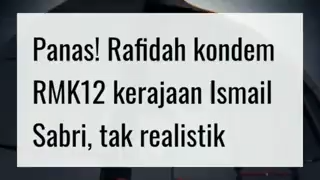 Panas! Rafidah kondem
RMK12 kerajaan Ismail
Sabri, tak realistik